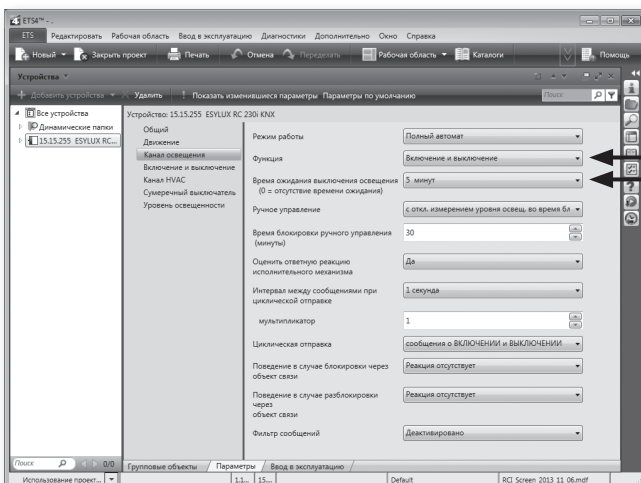 ETS4™ - .
ETS Редактировать Рабочая область Ввод в эксплуатацию Диагностики Дополнительно Окно Справка
Новый Закрыть проект Печать Отмена Переделать Рабочая область Каталоги Помощь
Устройства
Добавить устройства Удалить ! Показать изменившиеся параметры Параметры по умолчанию Поиск
Все устройства
Динамические папки
15.15.255 ESYLUX RC...
Устройство: 15.15.255 ESYLUX RC 230i KNX
Общий
Движение
Канал освещения
Включение и выключение
Канал HVAC
Сумеречный выключатель
Уровень освещенности
Режим работы Полный автомат
Функция Включение и выключение
Время ожидания выключения освещения 5 минут
(0 = отсутствие времени ожидания)
Ручное управление с откл. измерением уровня освещ. во время бл
Время блокировки ручного управления 30
(минуты)
Оценить ответную реакцию Да
исполнительного механизма
Интервал между сообщениями при 1 секунда
циклической отправке
мультипликатор 1
Циклическая отправка сообщения о ВКЛЮЧЕНИИ и ВЫКЛЮЧЕНИИ
Поведение в случае блокировки через Реакция отсутствует
объект связи
Поведение в случае разблокировки Реакция отсутствует
через
объект связи
Фильтр сообщений Деактивировано
Поиск 0/0
Групповые объекты Параметры Ввод в эксплуатацию
Использование проект... 1.1... 15.... Default RCI Screen 2013_11_06.mdf